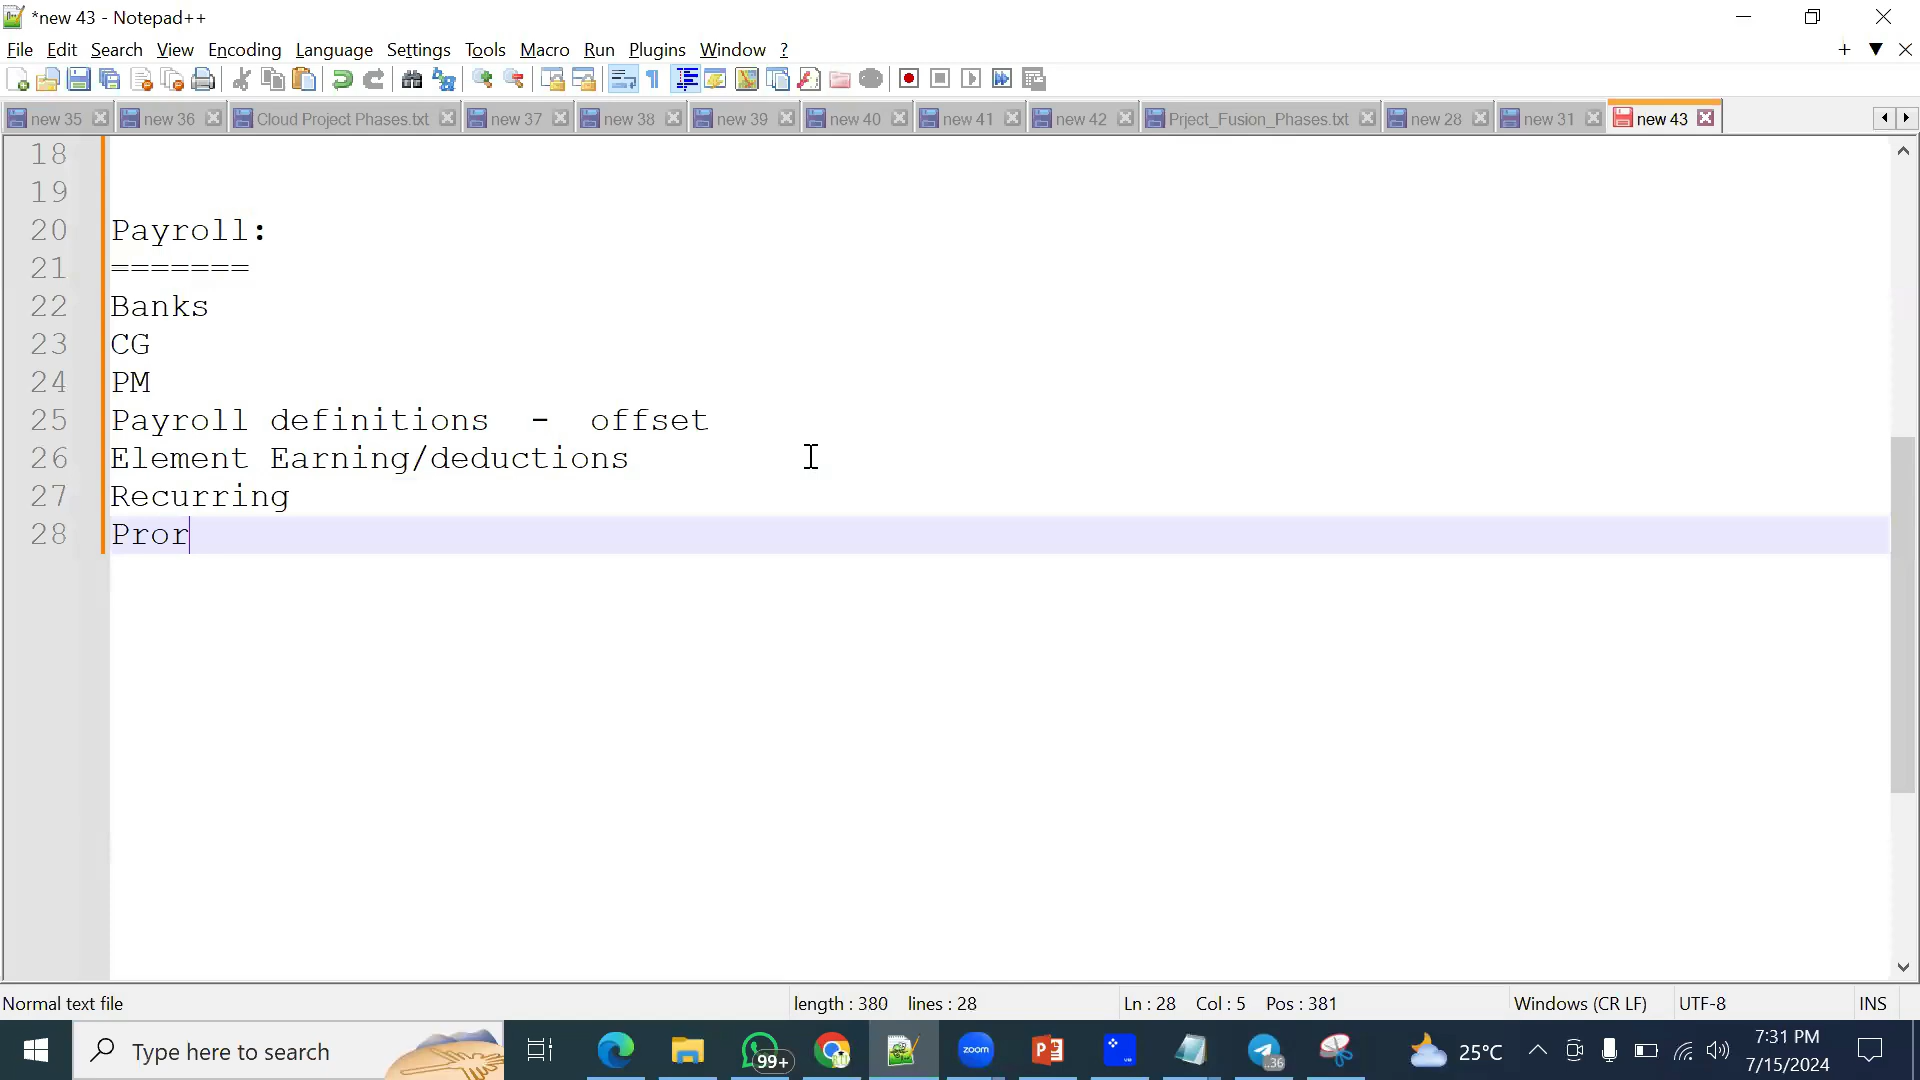 *new 43 - Notepad++
File Edit Search View Encoding Language Settings Tools Macro Run Plugins Window ?
new 35 new 36 Cloud Project Phases.txt new 37 new 38 new 39 new 40 new 41 new 42 Prject_Fusion_Phases.txt new 28 new 31 new 43
18
19
20 Payroll:
21 =======
22 Banks
23 CG
24 PM
25 Payroll definitions - offset
26 Element Earning/deductions
27 Recurring
28 Pror
Normal text file length : 380 lines : 28 Ln : 28 Col : 5 Pos : 381 Windows (CR LF) UTF-8 INS
Type here to search 99+ zoom 36 25°C 7:31 PM
7/15/2024